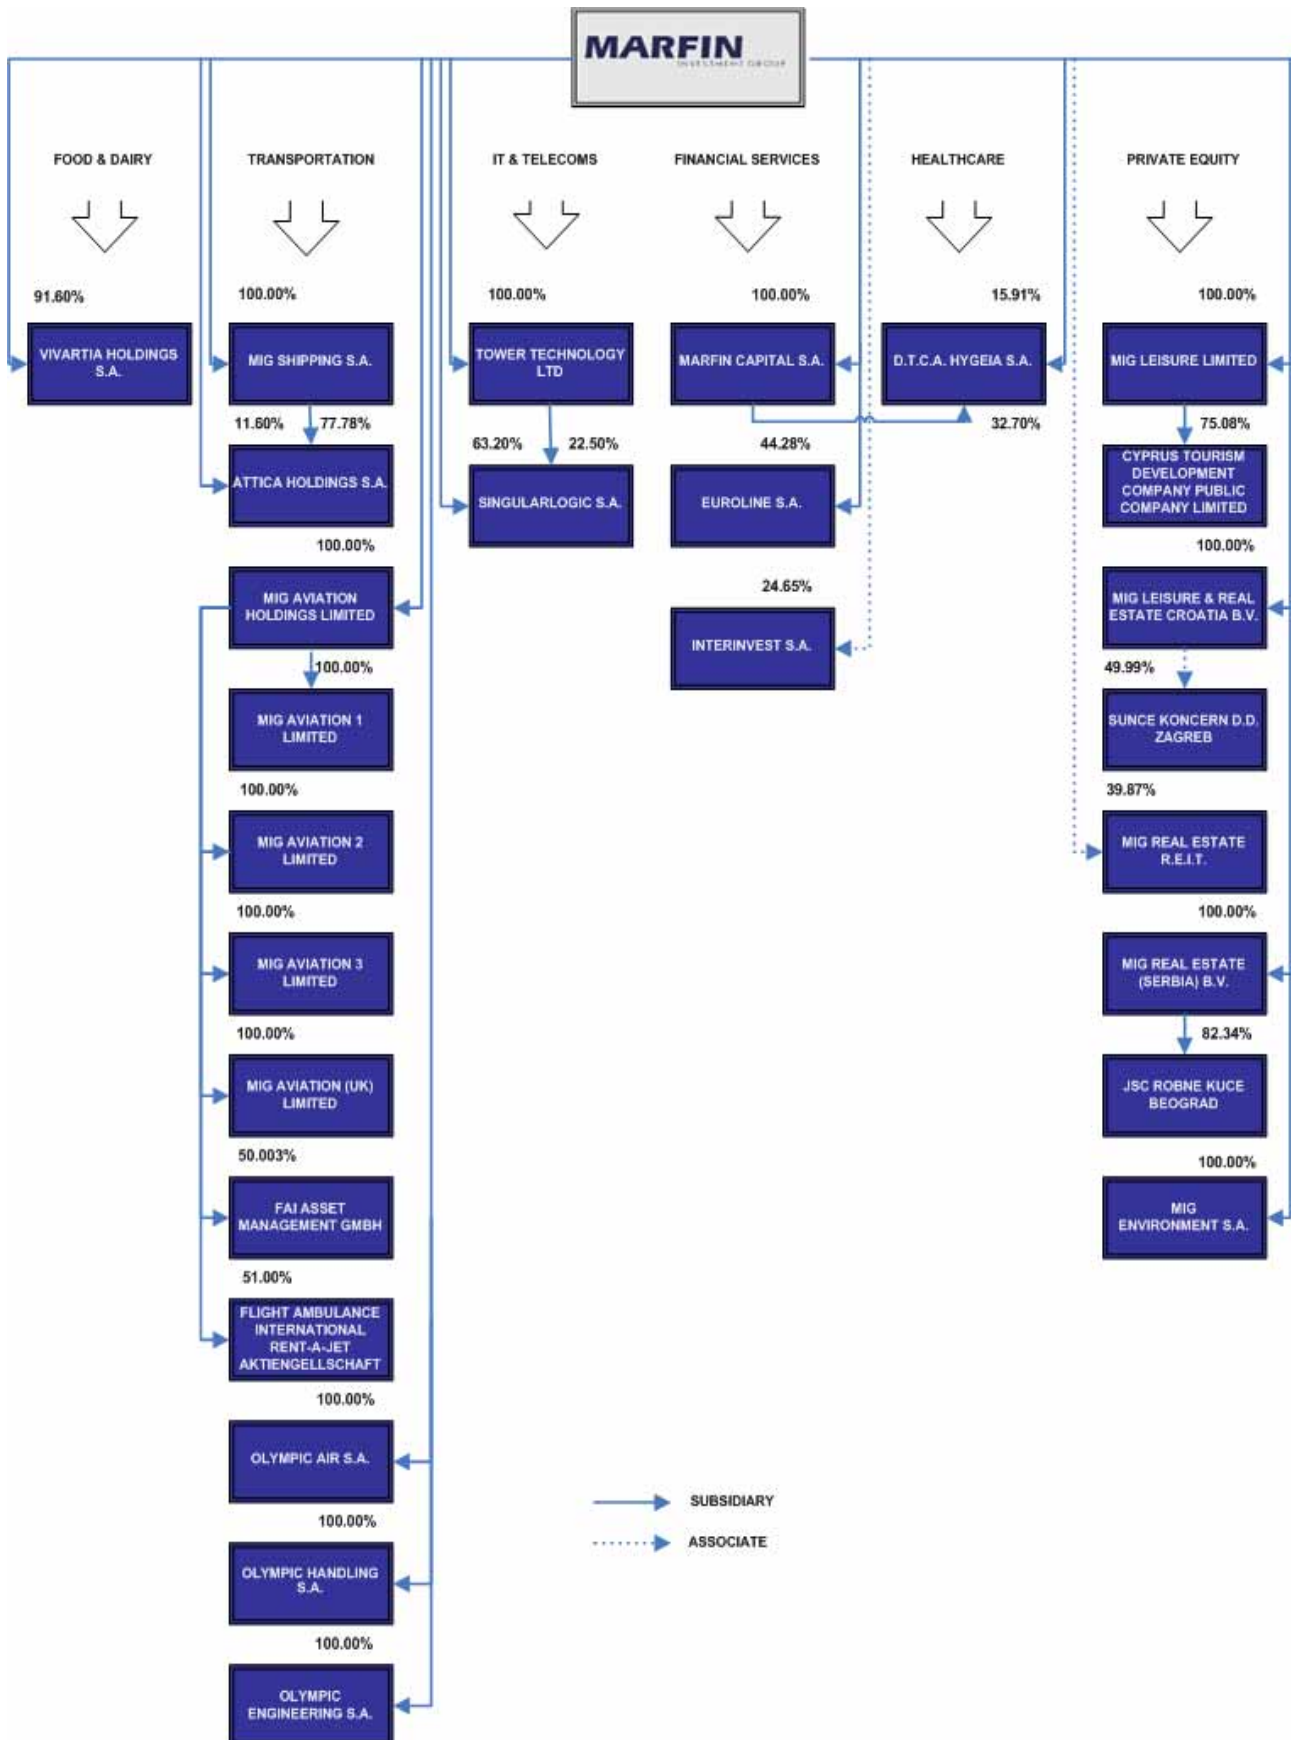 MARFIN
INVESTMENT GROUP
FOOD & DAIRY
TRANSPORTATION
IT & TELECOMS
FINANCIAL SERVICES
HEALTHCARE
PRIVATE EQUITY
91.60%
VIVARTIA HOLDINGS
S.A.
100.00%
MIG SHIPPING S.A.
11.60%
77.78%
ATTICA HOLDINGS S.A.
100.00%
MIG AVIATION
HOLDINGS LIMITED
100.00%
MIG AVIATION 1
LIMITED
100.00%
MIG AVIATION 2
LIMITED
100.00%
MIG AVIATION 3
LIMITED
100.00%
MIG AVIATION (UK)
LIMITED
50.003%
FAI ASSET
MANAGEMENT GMBH
51.00%
FLIGHT AMBULANCE
INTERNATIONAL
RENT-A-JET
AKTIENGELLSCHAFT
100.00%
OLYMPIC AIR S.A.
100.00%
OLYMPIC HANDLING
S.A.
100.00%
OLYMPIC
ENGINEERING S.A.
100.00%
TOWER TECHNOLOGY
LTD
63.20%
22.50%
SINGULARLOGIC S.A.
100.00%
MARFIN CAPITAL S.A.
44.28%
EUROLINE S.A.
24.65%
INTERINVEST S.A.
15.91%
D.T.C.A. HYGEIA S.A.
32.70%
100.00%
MIG LEISURE LIMITED
75.08%
CYPRUS TOURISM
DEVELOPMENT
COMPANY PUBLIC
COMPANY LIMITED
100.00%
MIG LEISURE & REAL
ESTATE CROATIA B.V.
49.99%
SUNCE KONCERN D.D.
ZAGREB
39.87%
MIG REAL ESTATE
R.E.I.T.
100.00%
MIG REAL ESTATE
(SERBIA) B.V.
82.34%
JSC ROBNE KUCE
BEOGRAD
100.00%
MIG
ENVIRONMENT S.A.
SUBSIDIARY
ASSOCIATE